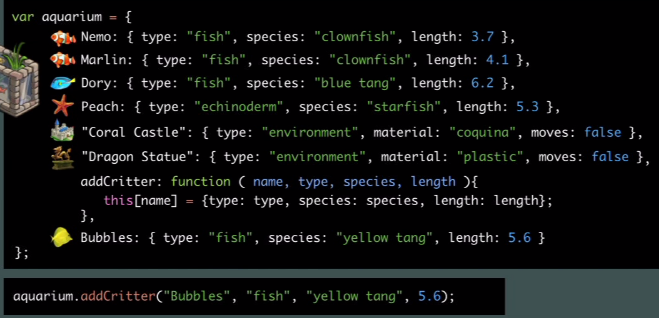 var aquarium = {
Nemo: { type: "fish", species: "clownfish", length: 3.7 },
Marlin: { type: "fish", species: "clownfish", length: 4.1 },
Dory: { type: "fish", species: "blue tang", length: 6.2 },
Peach: { type: "echinoderm", species: "starfish", length: 5.3 },
"Coral Castle": { type: "environment", material: "coquina", moves: false },
"Dragon Statue": { type: "environment", material: "plastic", moves: false },
addCritter: function ( name, type, species, length ){
this[name] = {type: type, species: species, length: length};
},
Bubbles: { type: "fish", species: "yellow tang", length: 5.6 }
};
aquarium.addCritter("Bubbles", "fish", "yellow tang", 5.6);